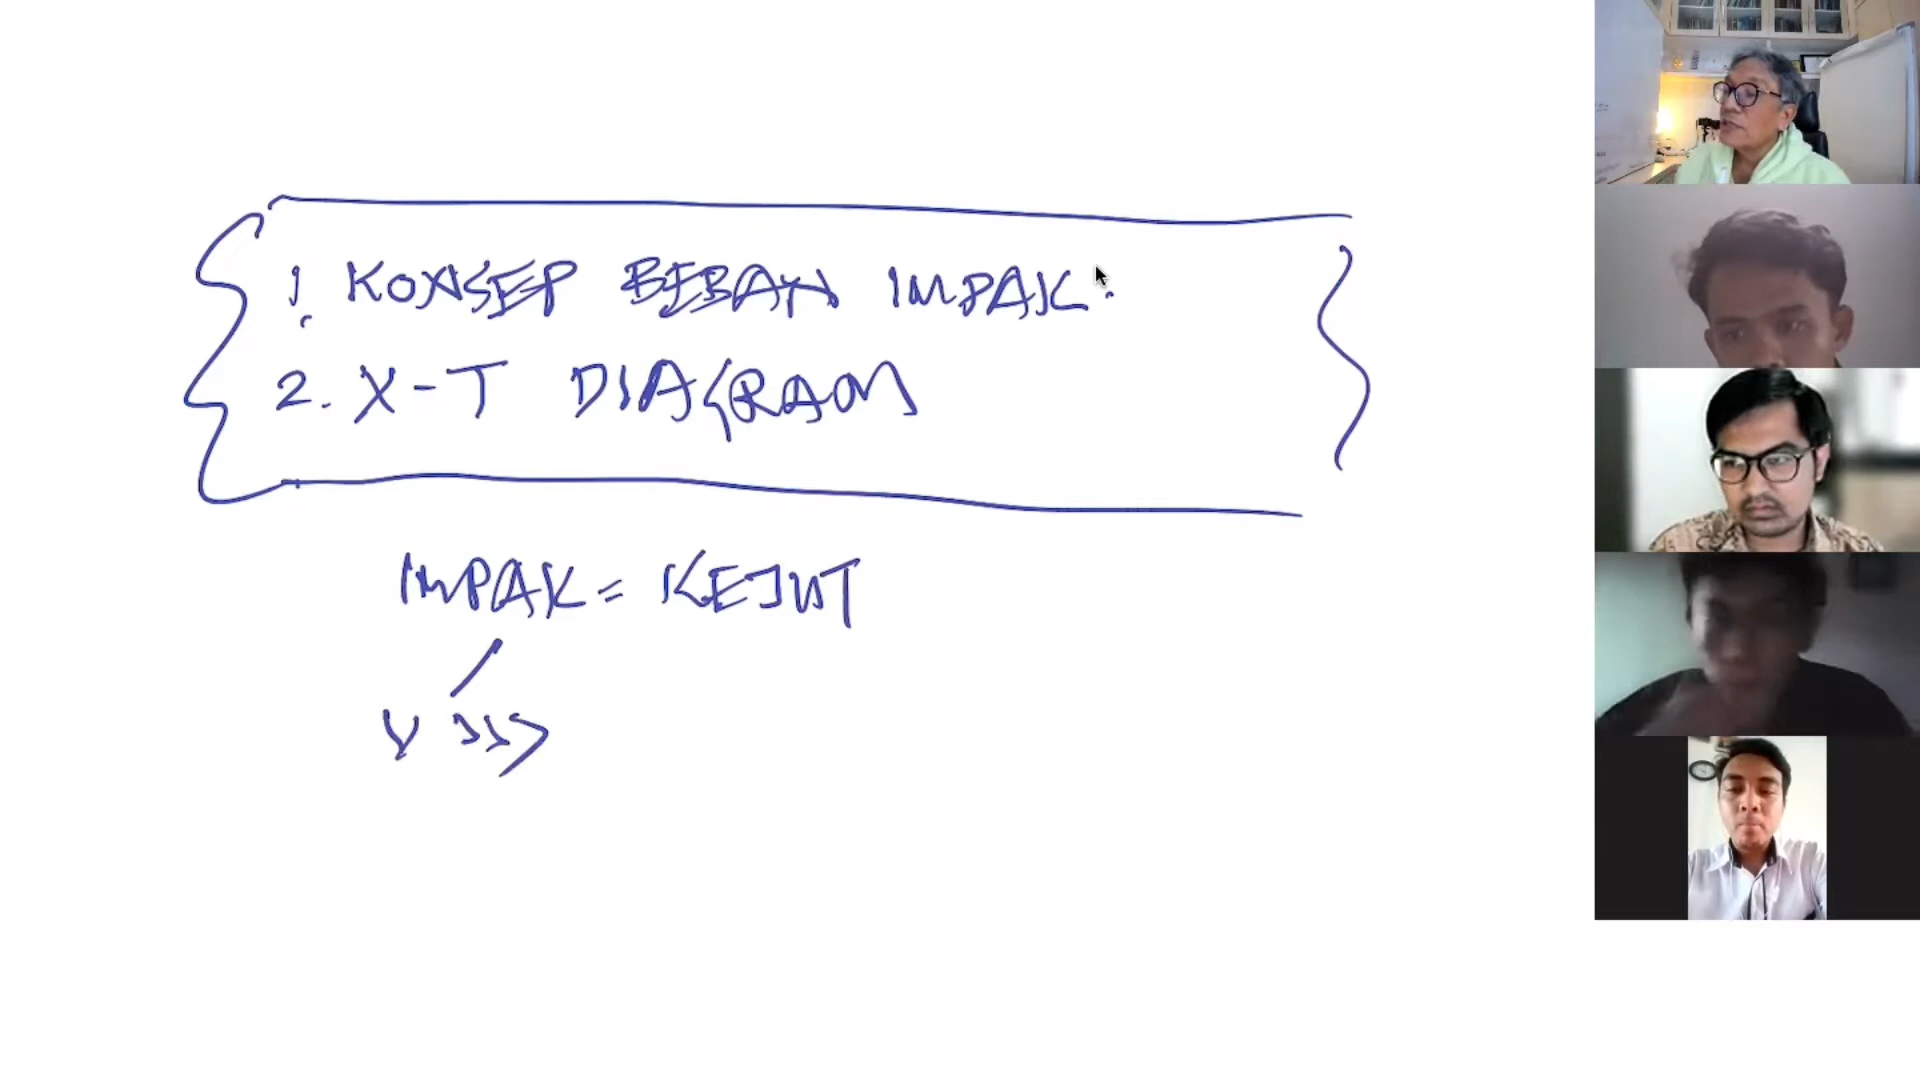 1. KONSEP BEBAN IMPAK.
2. X-T DIAGRAM
IMPAK = KEJUT
V >>>